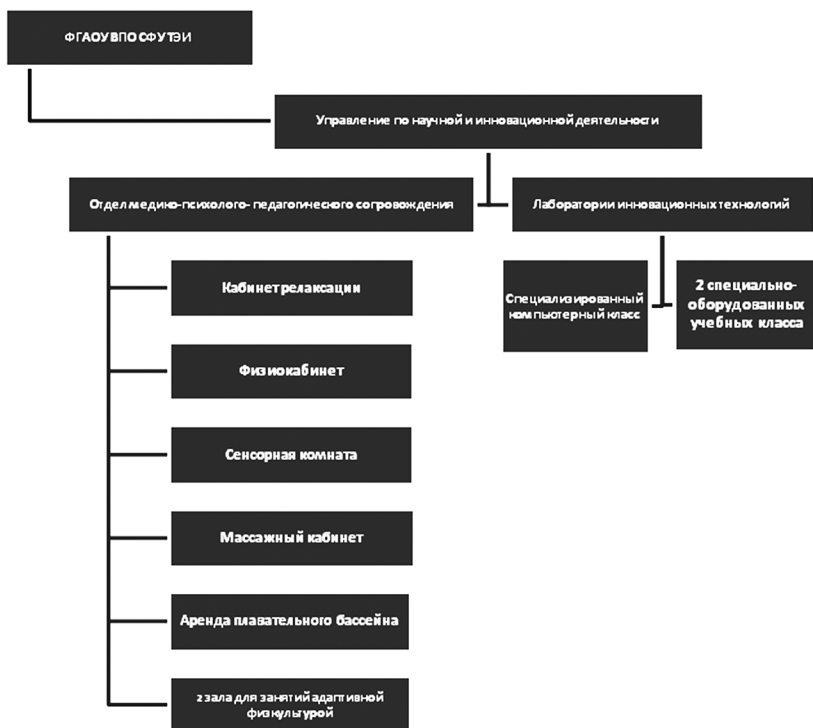 ФГАОУВПО СФУ ТЭИ
Управление по научной и инновационной деятельности
Отдел медико-психолого- педагогического сопровождения
Лаборатории инновационных технологий
Кабинет релаксации
Физиокабинет
Сенсорная комната
Массажный кабинет
Аренда плавательного бассейна
2 зала для занятий адаптивной
физкультурой
Специализированный
компьютерный класс
2 специально-
оборудованных
учебных класса